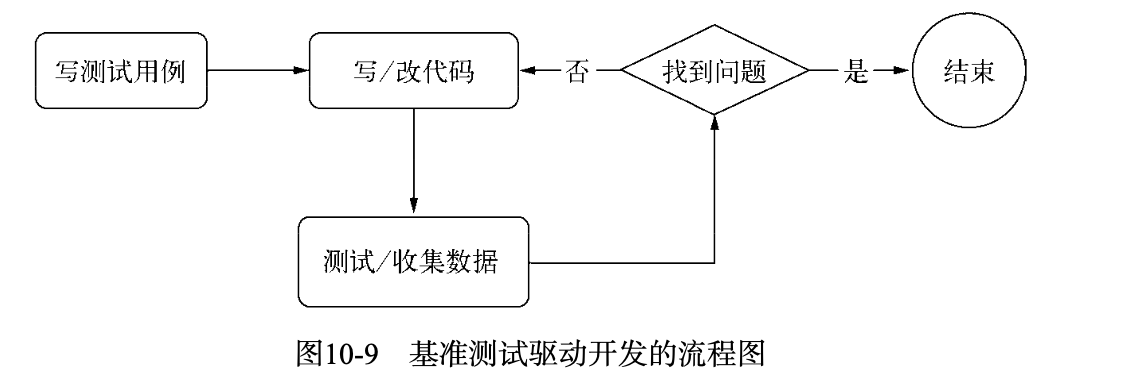 写测试用例
写/改代码
否
找到问题
是
结束
测试/收集数据
图10-9 基准测试驱动开发的流程图